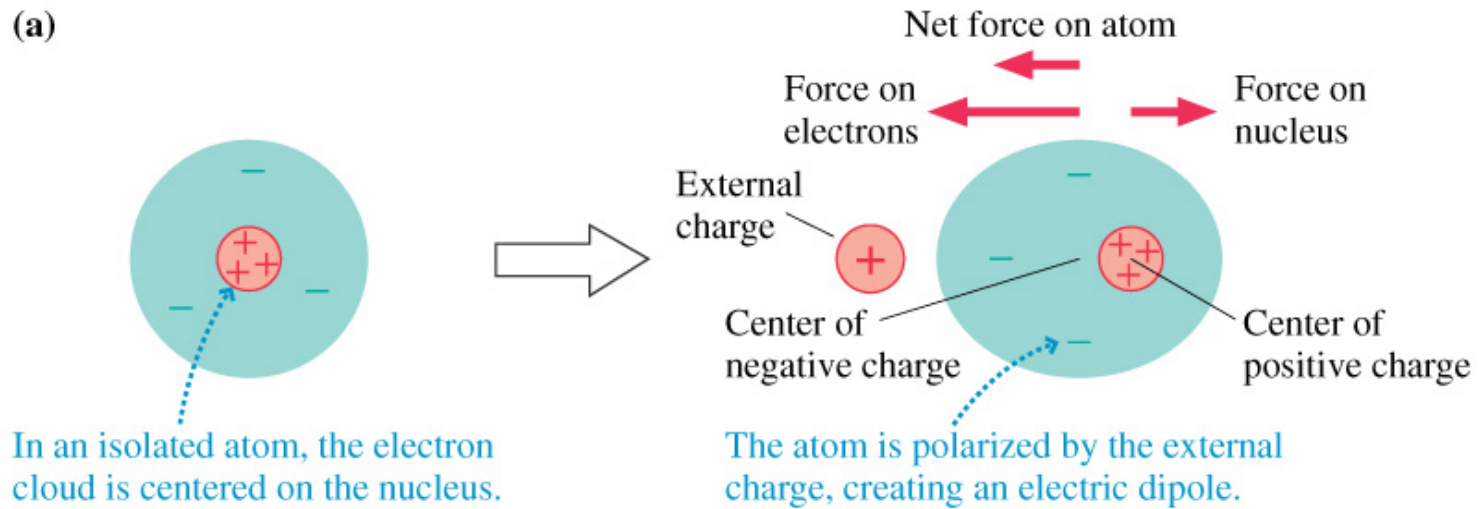 (a)
In an isolated atom, the electron
cloud is centered on the nucleus.
Net force on atom
Force on
electrons
Force on
nucleus
External
charge
Center of
negative charge
Center of
positive charge
The atom is polarized by the external
charge, creating an electric dipole.
+
+ + +
− − −
+ + +
− − −